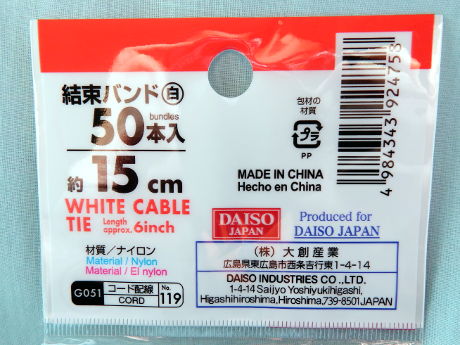 結束バンド 白
bundles
50本入
約15cm
WHITE CABLE
TIE Length approx. 6inch
材質／ナイロン
Material / Nylon
Material / El nylon
G051 コード配線 CORD No. 119
包材の
材質
プラ
PP
4984343924758
MADE IN CHINA
Hecho en China
DAISO
JAPAN
Produced for
DAISO JAPAN
（株）大創産業
広島県東広島市西条吉行東1-4-14
DAISO INDUSTRIES CO .,LTD.
1-4-14 Saijyo Yoshiyukihigashi,
Higashihiroshima, Hiroshima, 739-8501 JAPAN